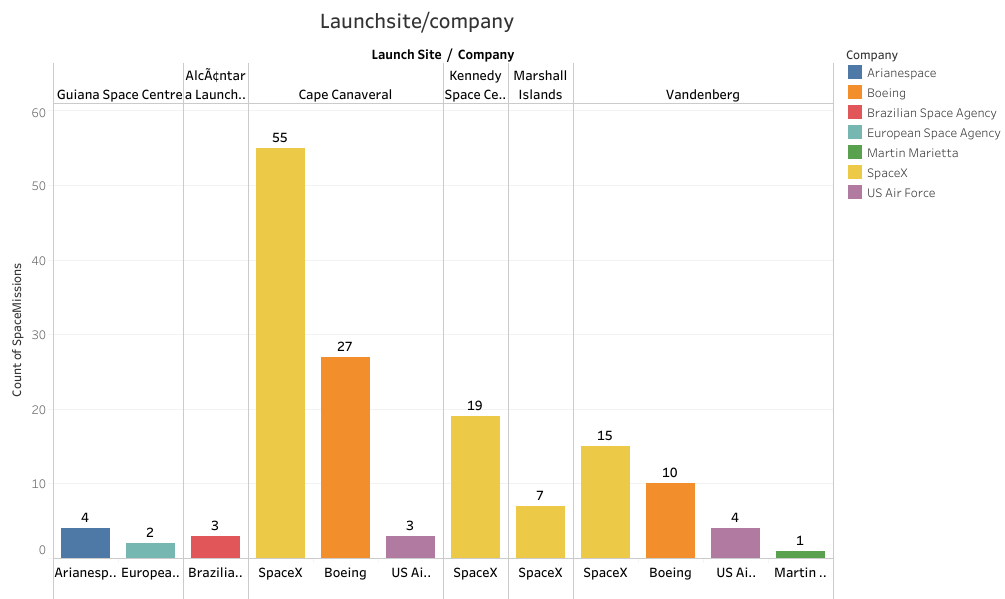 Launchsite/company
Launch Site / Company
Guiana Space Centre
AlcÃ¢ntar
a Launch..
Cape Canaveral
Kennedy
Space Ce..
Marshall
Islands
Vandenberg
Company
Arianespace
Boeing
Brazilian Space Agency
European Space Agency
Martin Marietta
SpaceX
US Air Force
Count of SpaceMissions
60
50
40
30
20
10
0
4
2
3
55
27
3
19
7
15
10
4
1
Arianesp.. Europea.. Brazilia.. SpaceX Boeing US Ai.. SpaceX SpaceX SpaceX Boeing US Ai.. Martin ..